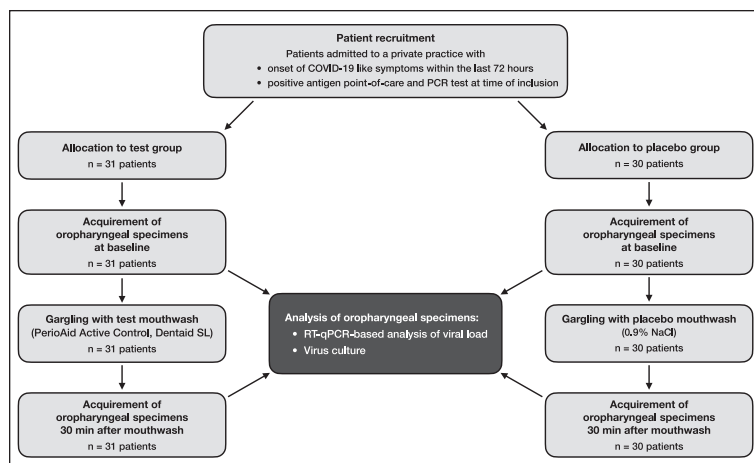 Patient recruitment
Patients admitted to a private practice with
• onset of COVID-19 like symptoms within the last 72 hours
• positive antigen point-of-care and PCR test at time of inclusion
Allocation to test group
n = 31 patients
Allocation to placebo group
n = 30 patients
Acquirement of
oropharyngeal specimens
at baseline
n = 31 patients
Acquirement of
oropharyngeal specimens
at baseline
n = 30 patients
Gargling with test mouthwash
(PerioAid Active Control, Dentaid SL)
n = 31 patients
Analysis of oropharyngeal specimens:
• RT-qPCR-based analysis of viral load
• Virus culture
Gargling with placebo mouthwash
(0.9% NaCl)
n = 30 patients
Acquirement of
oropharyngeal specimens
30 min after mouthwash
n = 31 patients
Acquirement of
oropharyngeal specimens
30 min after mouthwash
n = 30 patients